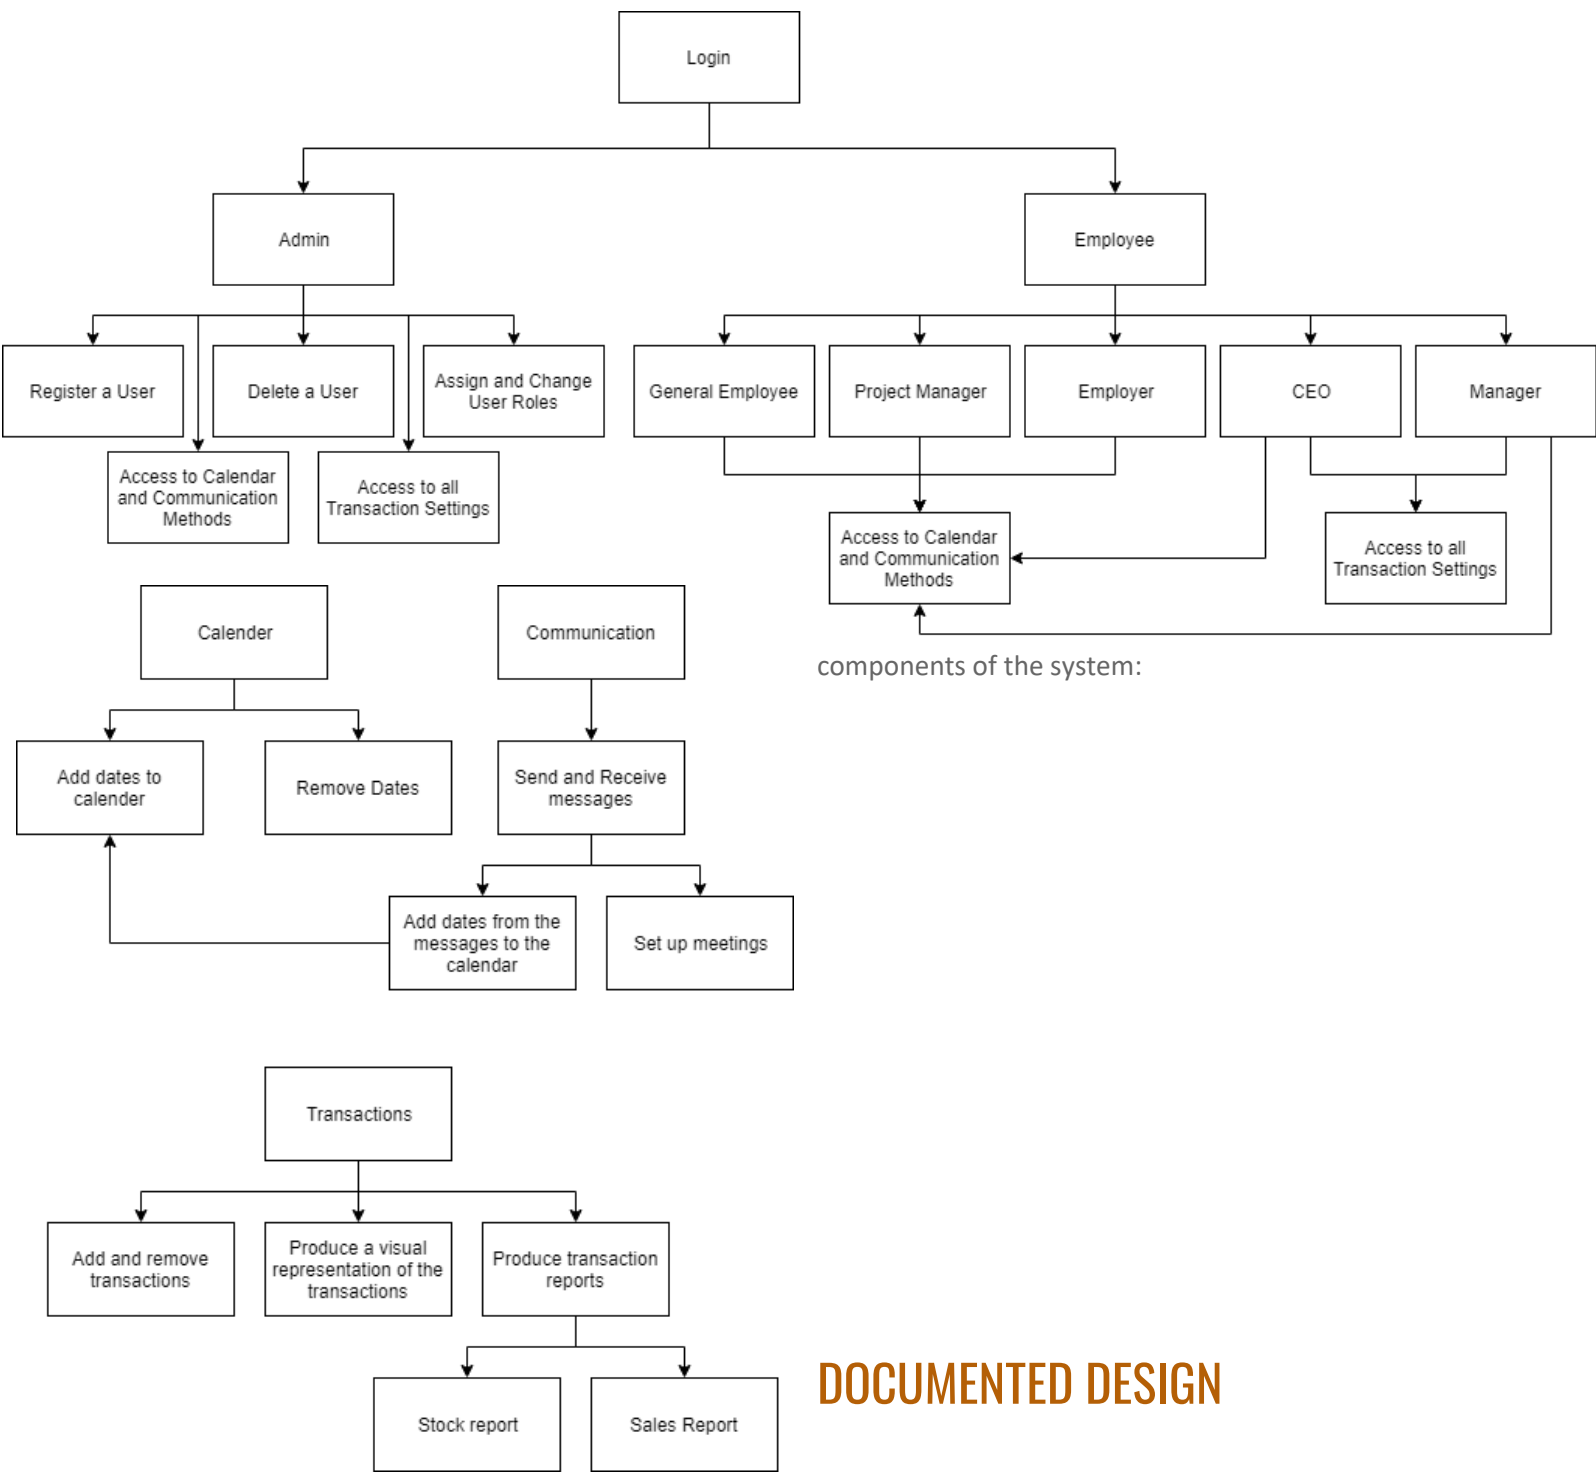 Login
Admin
Employee
Register a User
Delete a User
Assign and Change
User Roles
General Employee
Project Manager
Employer
CEO
Manager
Access to Calendar
and Communication
Methods
Access to all
Transaction Settings
Access to Calendar
and Communication
Methods
Access to all
Transaction Settings
Calender
Communication
components of the system:
Add dates to
calender
Remove Dates
Send and Receive
messages
Add dates from the
messages to the
calendar
Set up meetings
Transactions
Add and remove
transactions
Produce a visual
representation of the
transactions
Produce transaction
reports
Stock report
Sales Report
DOCUMENTED DESIGN